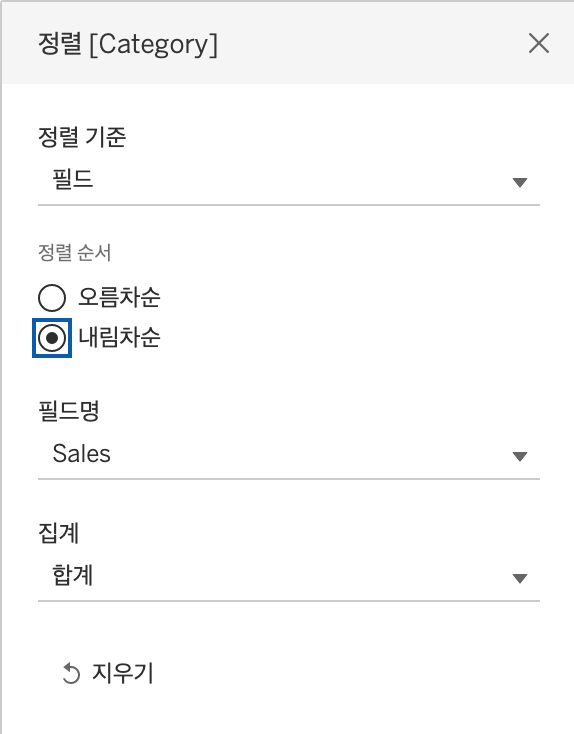 정렬 [Category]
정렬 기준
필드
정렬 순서
오름차순
내림차순
필드명
Sales
집계
합계
지우기